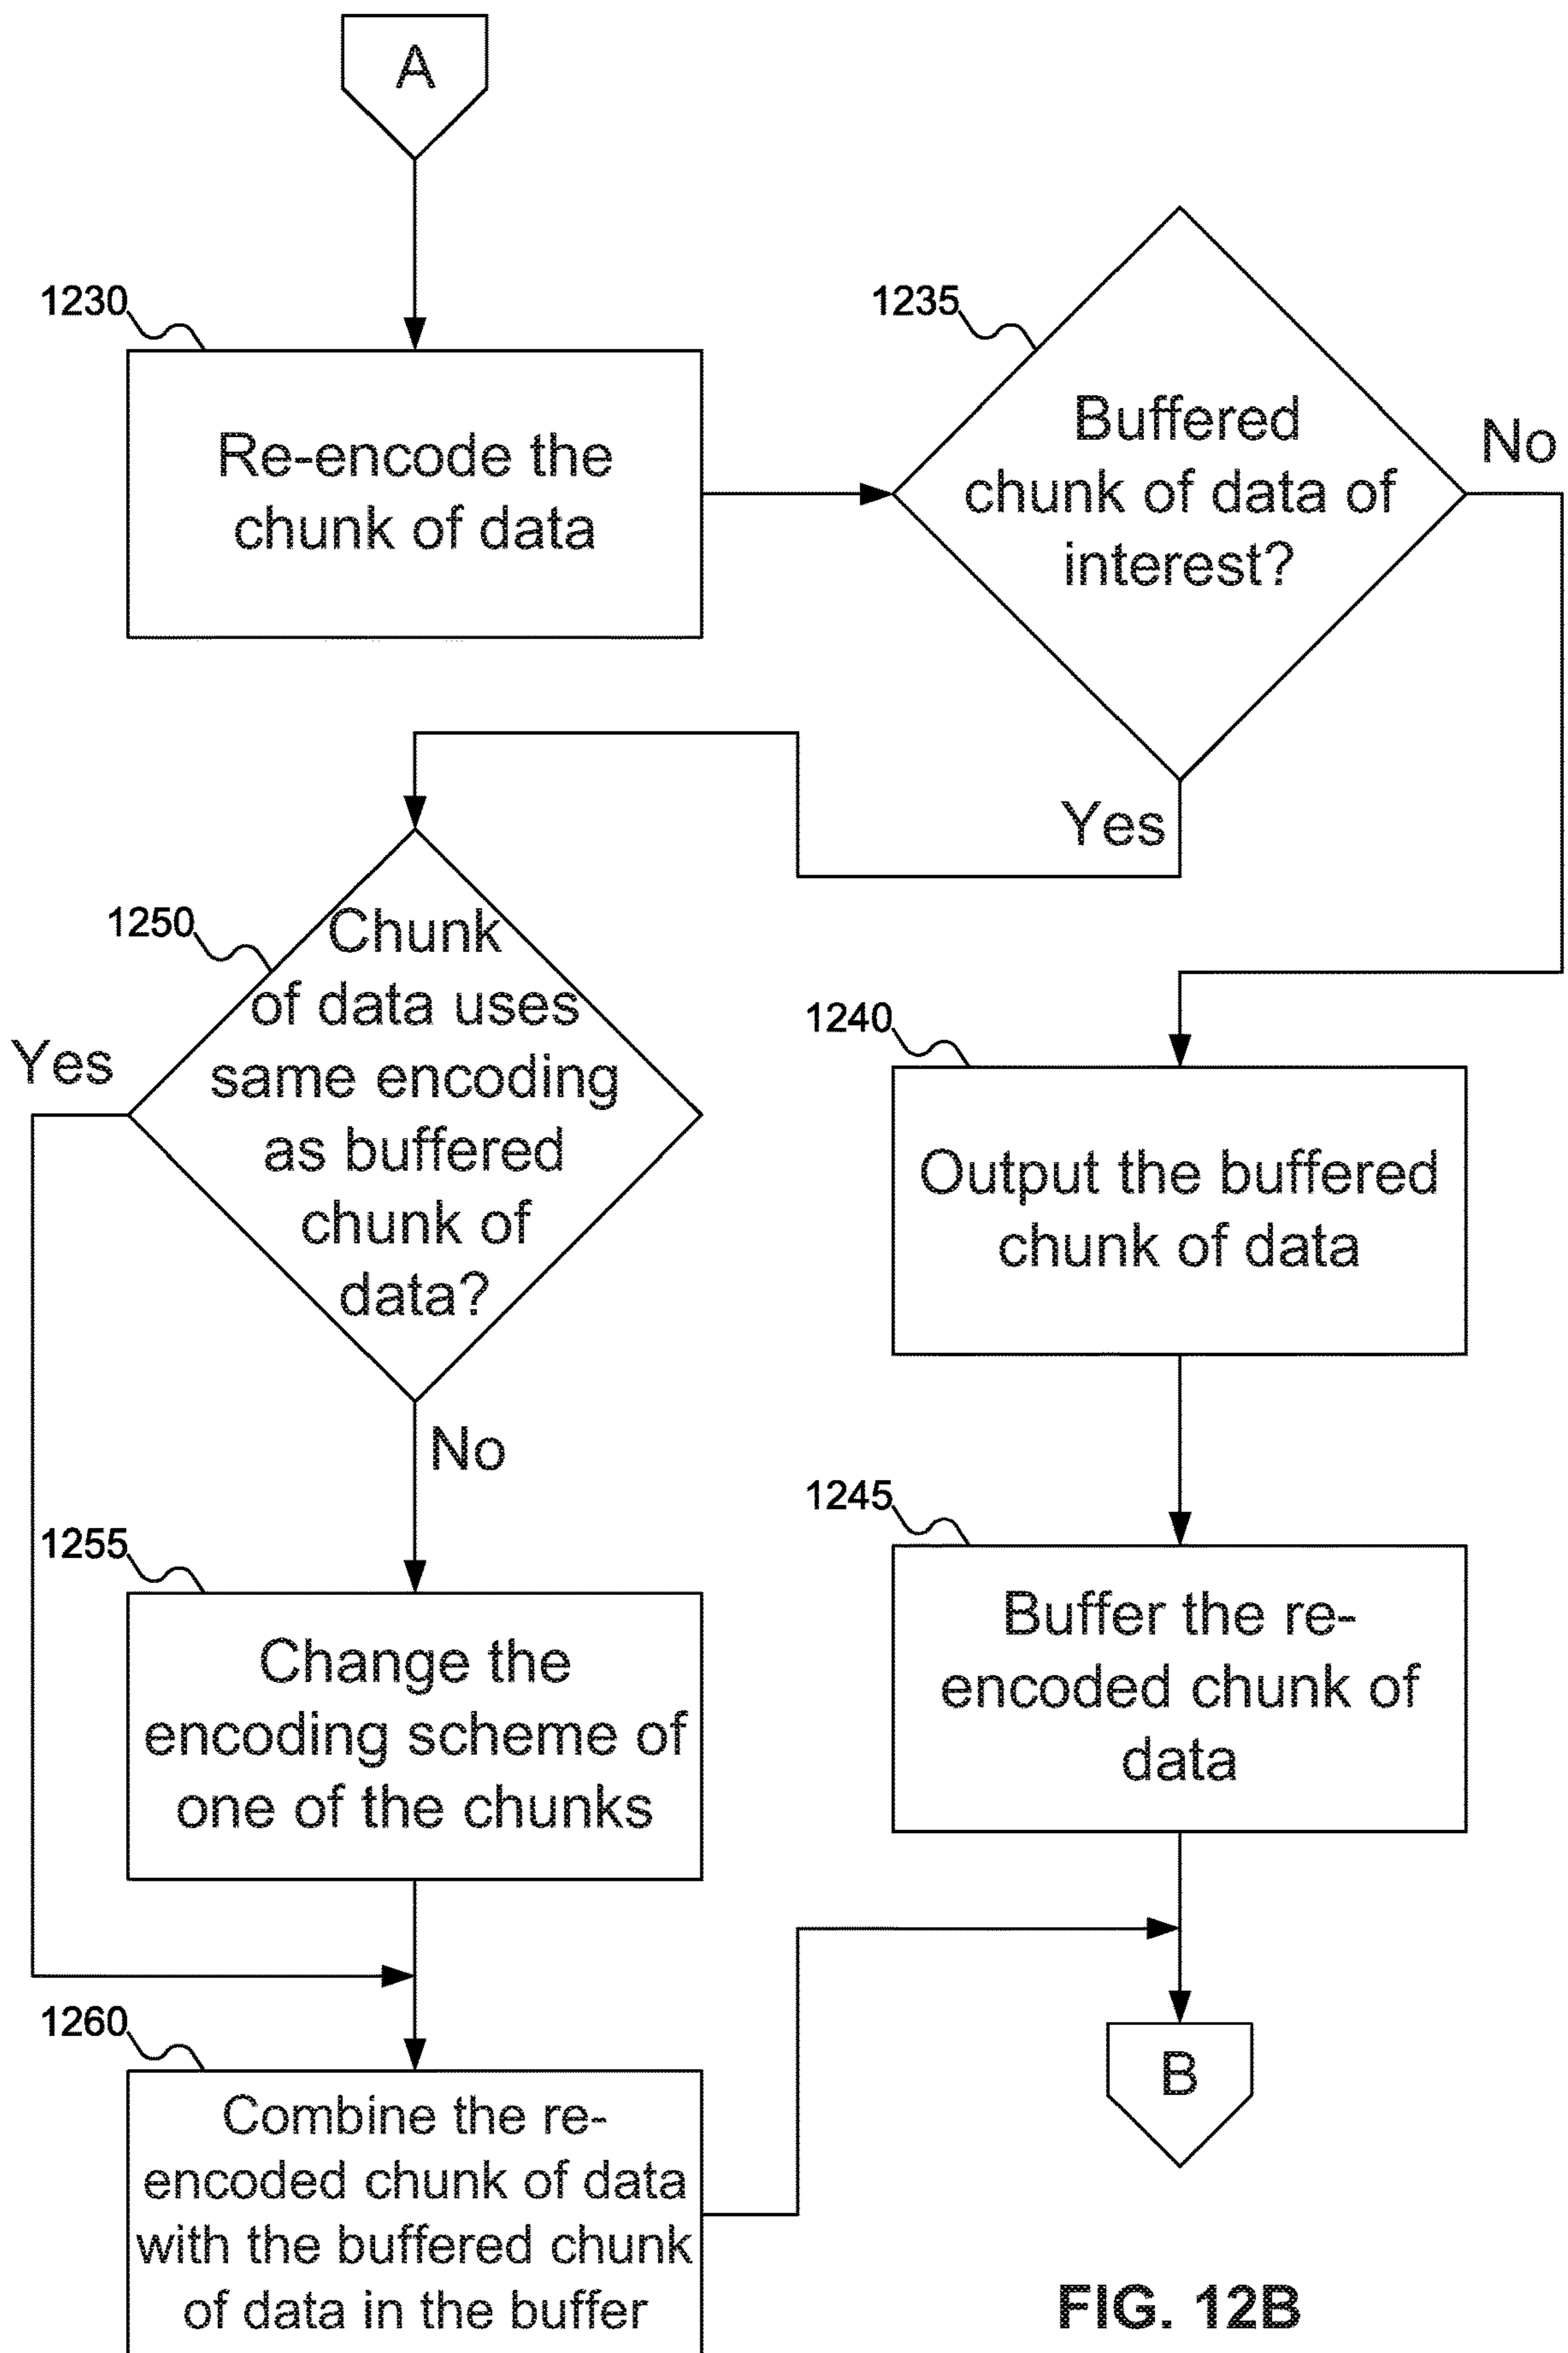 A
1230
Re-encode the
chunk of data
1235
Buffered
chunk of data of
interest?
No
Yes
1250
Chunk
of data uses
same encoding
as buffered
chunk of
data?
Yes
No
1240
Output the buffered
chunk of data
1245
Buffer the re-
encoded chunk of
data
1255
Change the
encoding scheme of
one of the chunks
1260
Combine the re-
encoded chunk of data
with the buffered chunk
of data in the buffer
B
FIG. 12B